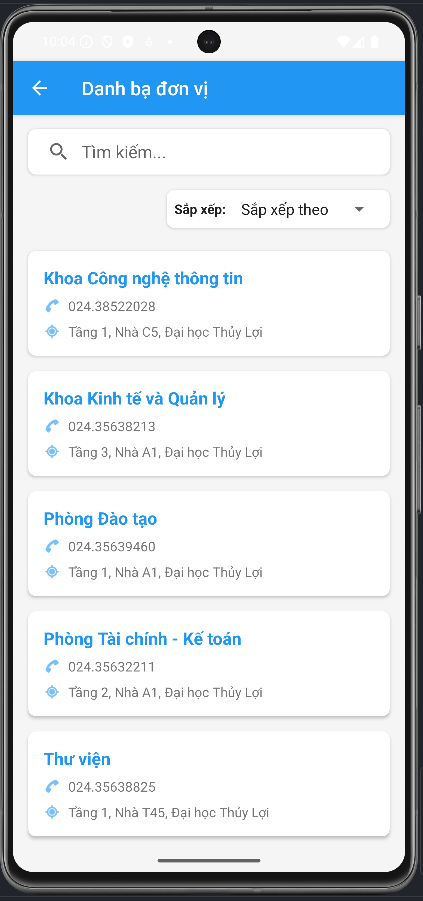 10:04
Danh bạ đơn vị
Tìm kiếm...
Sắp xếp: Sắp xếp theo
Khoa Công nghệ thông tin
024.38522028
Tầng 1, Nhà C5, Đại học Thủy Lợi
Khoa Kinh tế và Quản lý
024.35638213
Tầng 3, Nhà A1, Đại học Thủy Lợi
Phòng Đào tạo
024.35639460
Tầng 1, Nhà A1, Đại học Thủy Lợi
Phòng Tài chính - Kế toán
024.35632211
Tầng 2, Nhà A1, Đại học Thủy Lợi
Thư viện
024.35638825
Tầng 1, Nhà T45, Đại học Thủy Lợi